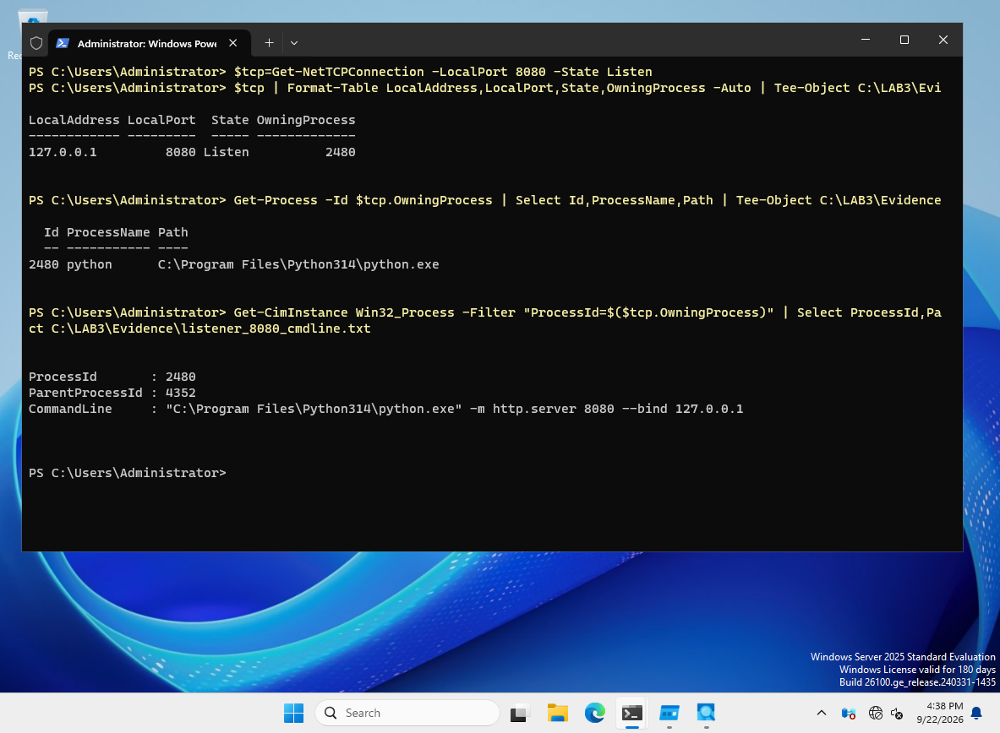 Rec
Administrator: Windows Powe
PS C:\Users\Administrator> $tcp=Get-NetTCPConnection -LocalPort 8080 -State Listen
PS C:\Users\Administrator> $tcp | Format-Table LocalAddress,LocalPort,State,OwningProcess -Auto | Tee-Object C:\LAB3\Evi
LocalAddress LocalPort  State OwningProcess
------------ ---------  ----- -------------
127.0.0.1         8080 Listen          2480
PS C:\Users\Administrator> Get-Process -Id $tcp.OwningProcess | Select Id,ProcessName,Path | Tee-Object C:\LAB3\Evidence
  Id ProcessName Path
  -- ----------- ----
2480 python      C:\Program Files\Python314\python.exe
PS C:\Users\Administrator> Get-CimInstance Win32_Process -Filter "ProcessId=$($tcp.OwningProcess)" | Select ProcessId,Pa
ct C:\LAB3\Evidence\listener_8080_cmdline.txt
ProcessId       : 2480
ParentProcessId : 4352
CommandLine     : "C:\Program Files\Python314\python.exe" -m http.server 8080 --bind 127.0.0.1
PS C:\Users\Administrator>
Windows Server 2025 Standard Evaluation
Windows License valid for 180 days
Build 26100.ge_release.240331-1435
Search
4:38 PM
9/22/2026